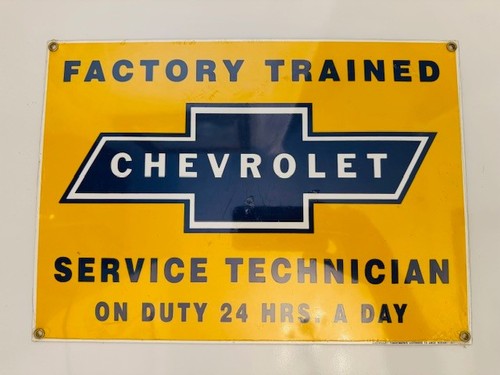 FACTORY TRAINED
CHEVROLET
SERVICE TECHNICIAN
ON DUTY 24 HRS. A DAY